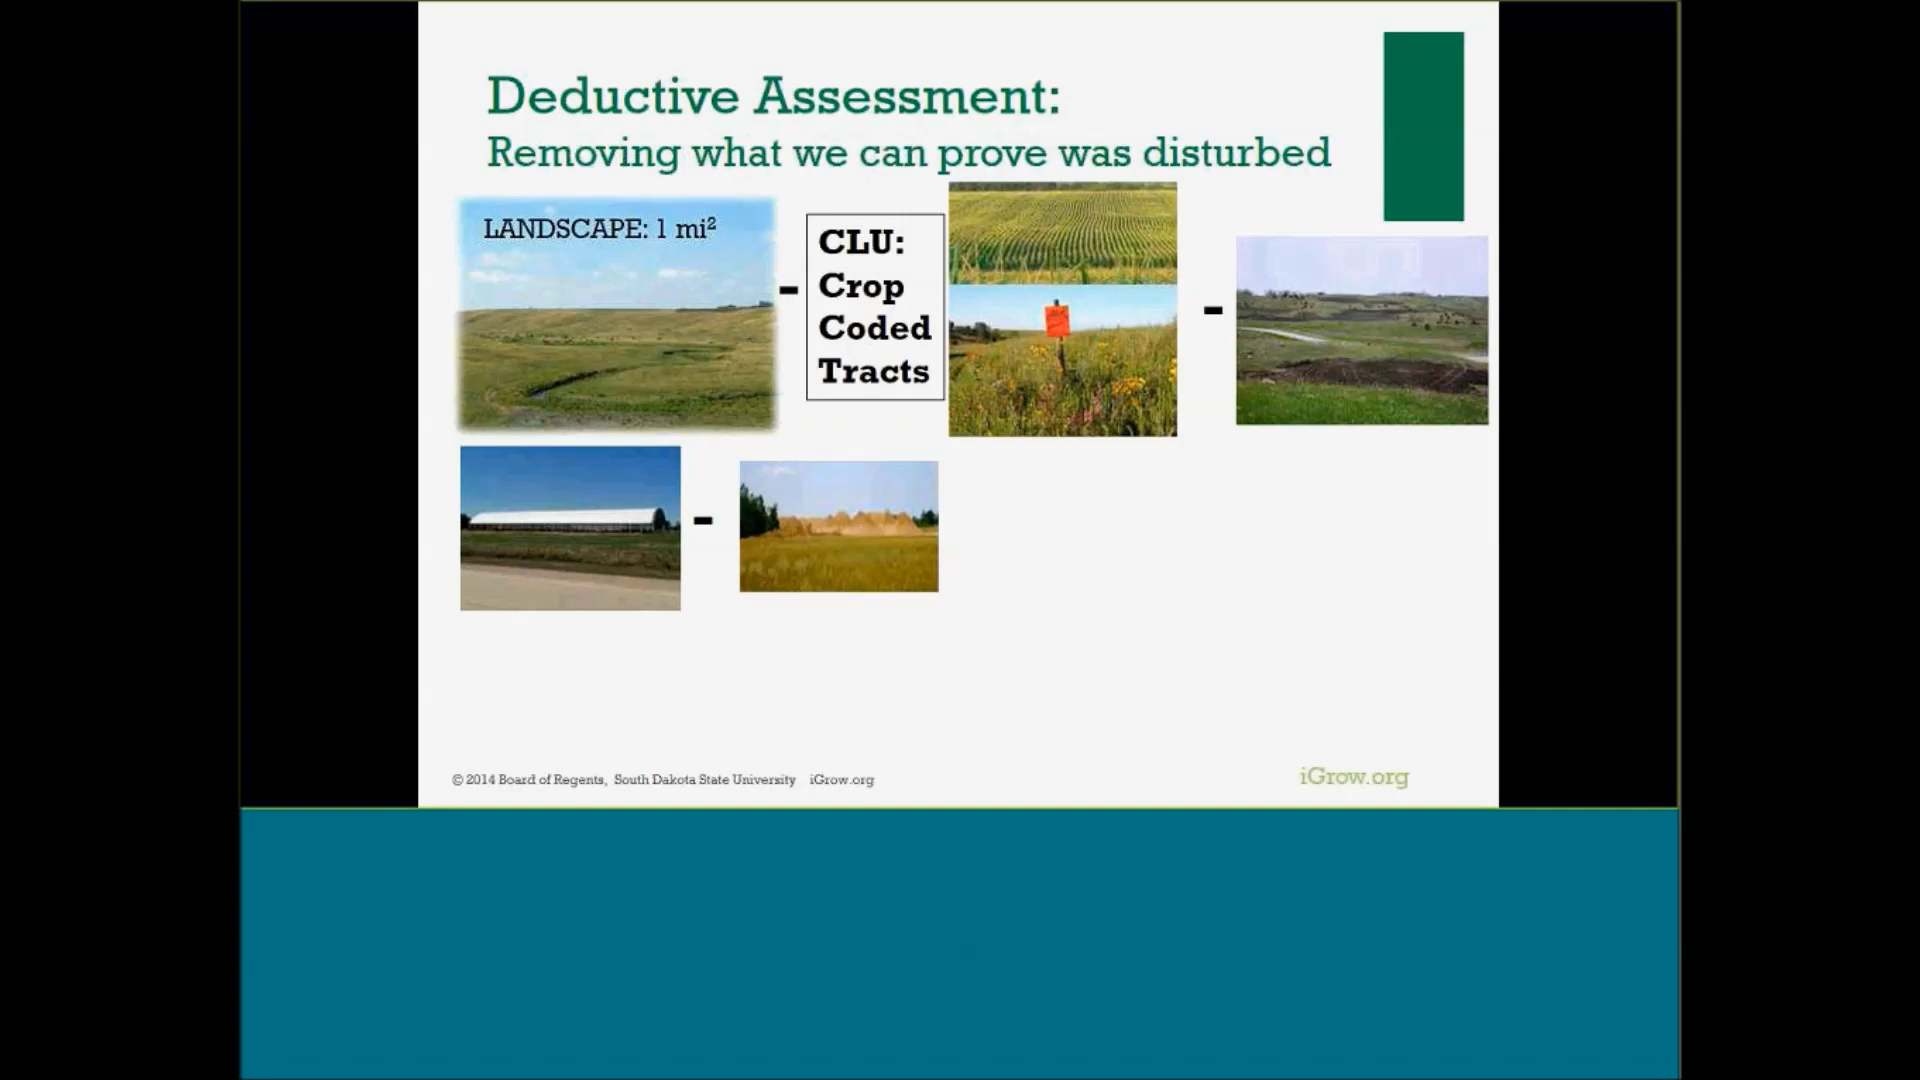 Deductive Assessment:
Removing what we can prove was disturbed
LANDSCAPE: 1 mi²
-
CLU:
Crop
Coded
Tracts
-
-
© 2014 Board of Regents, South Dakota State University iGrow.org
iGrow.org